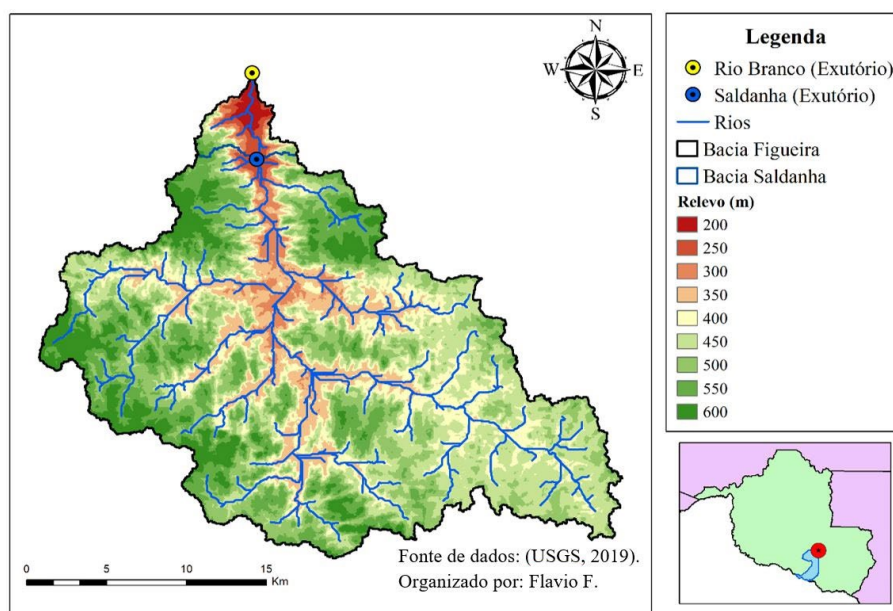 N
W
E
S
Fonte de dados: (USGS, 2019).
Organizado por: Flavio F.
0
5
10
15
Km
Legenda
Rio Branco (Exutório)
Saldanha (Exutório)
Rios
Bacia Figueira
Bacia Saldanha
Relevo (m)
200
250
300
350
400
450
500
550
600